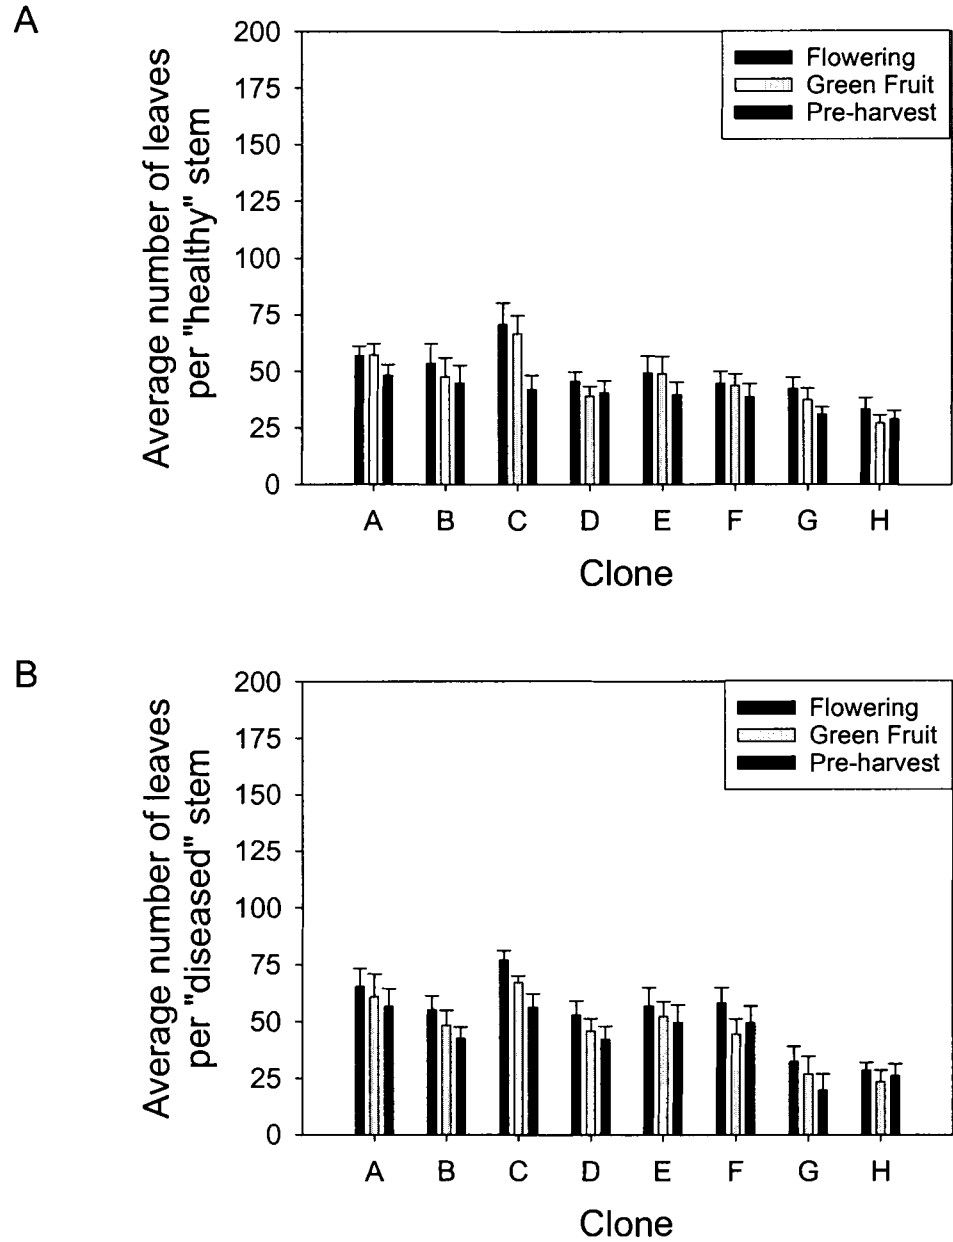 A
Average number of leaves
per "healthy" stem
200
175
150
125
100
75
50
25
0
Flowering
Green Fruit
Pre-harvest
A B C D E F G H
Clone
B
Average number of leaves
per "diseased" stem
200
175
150
125
100
75
50
25
0
Flowering
Green Fruit
Pre-harvest
A B C D E F G H
Clone